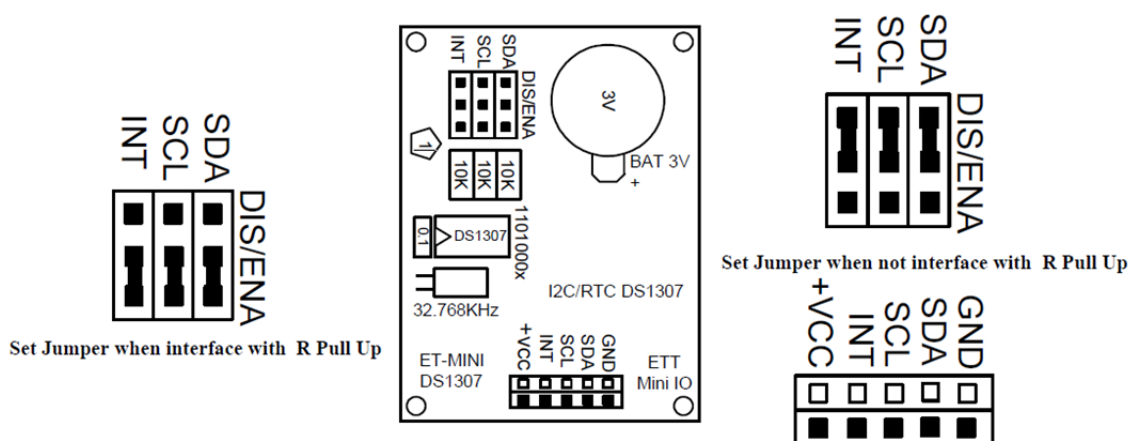 INT SCL SDA
DIS/ENA
Set Jumper when interface with R Pull Up
INT SCL SDA
DIS/ENA
3V
BAT 3V
+
1
10K 10K 10K
0.1
DS1307
1101000x
32.768KHz
I2C/RTC DS1307
+VCC INT SCL SDA GND
ET-MINI
DS1307
ETT
Mini IO
INT SCL SDA
DIS/ENA
Set Jumper when not interface with R Pull Up
+VCC INT SCL SDA GND